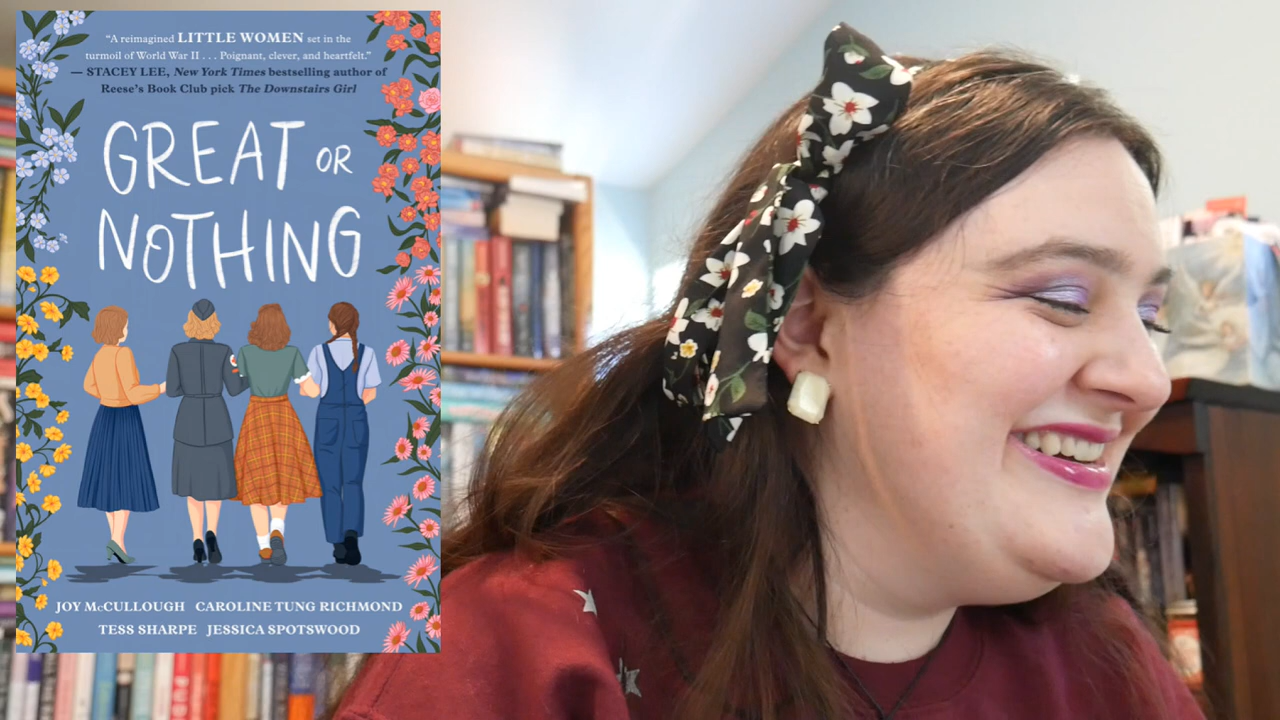 “A reimagined LITTLE WOMEN set in the
turmoil of World War II . . . Poignant, clever, and heartfelt.”
— STACEY LEE, New York Times bestselling author of
Reese’s Book Club pick The Downstairs Girl
GREAT OR
NOTHING
JOY McCULLOUGH CAROLINE TUNG RICHMOND
TESS SHARPE JESSICA SPOTSWOOD